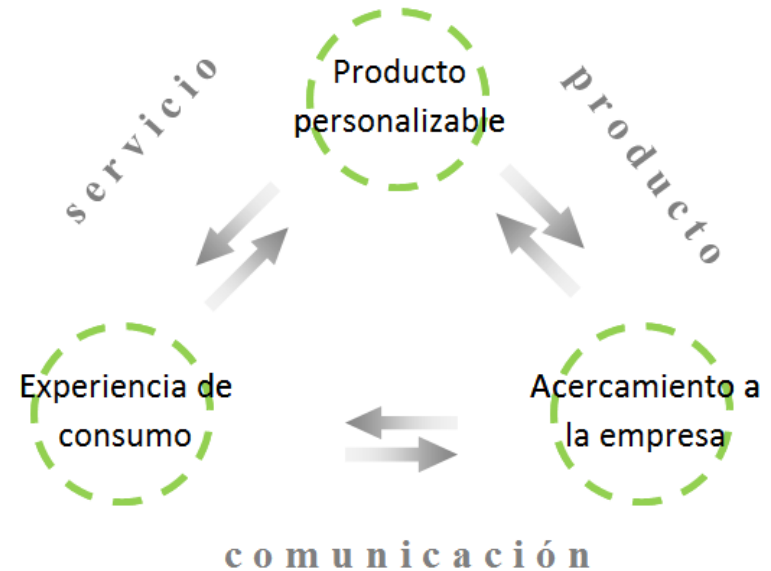 servicio
Producto
personalizable
producto
Experiencia de
consumo
Acercamiento a
la empresa
comunicación